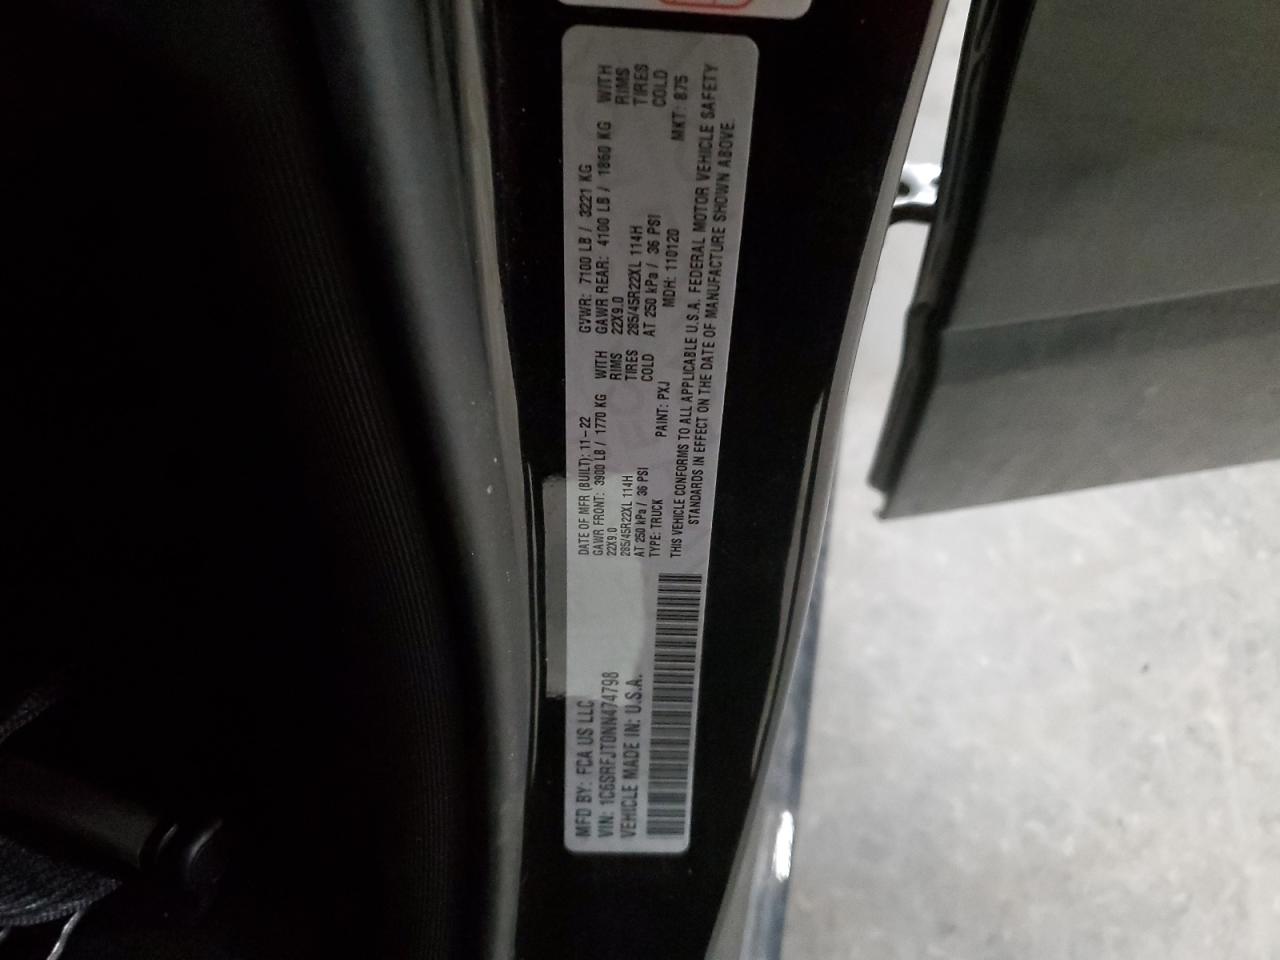 MFD BY: FCA US LLC
DATE OF MFR (BUILT): 11-22
GVWR: 7100 LB / 3221 KG
VIN: 1C6SRFJT0NN474798
GAWR FRONT: 3900 LB / 1770 KG WITH
GAWR REAR: 4100 LB / 1860 KG WITH
VEHICLE MADE IN: U.S.A.
22X9.0 RIMS
22X9.0 RIMS
285/45R22XL 114H TIRES
285/45R22XL 114H TIRES
AT 250 kPa / 36 PSI COLD
AT 250 kPa / 36 PSI COLD
TYPE: TRUCK PAINT: PXJ MDH: 110120 MKT: 875
THIS VEHICLE CONFORMS TO ALL APPLICABLE U.S.A. FEDERAL MOTOR VEHICLE SAFETY
STANDARDS IN EFFECT ON THE DATE OF MANUFACTURE SHOWN ABOVE.